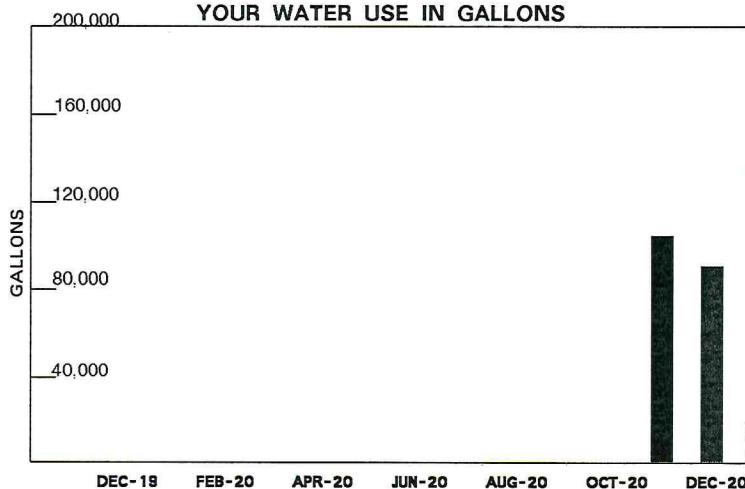 YOUR WATER USE IN GALLONS
200,000
160,000
120,000
80,000
40,000
GALLONS
DEC-19 FEB-20 APR-20 JUN-20 AUG-20 OCT-20 DEC-20